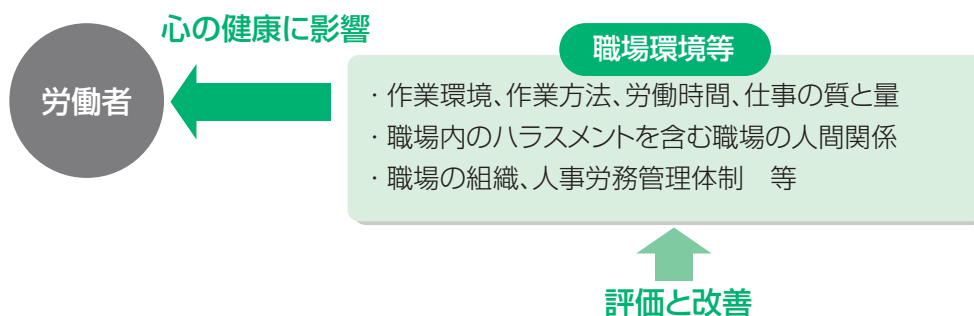 心の健康に影響
職場環境等
労働者
・作業環境、作業方法、労働時間、仕事の質と量
・職場内のハラスメントを含む職場の人間関係
・職場の組織、人事労務管理体制　等
評価と改善